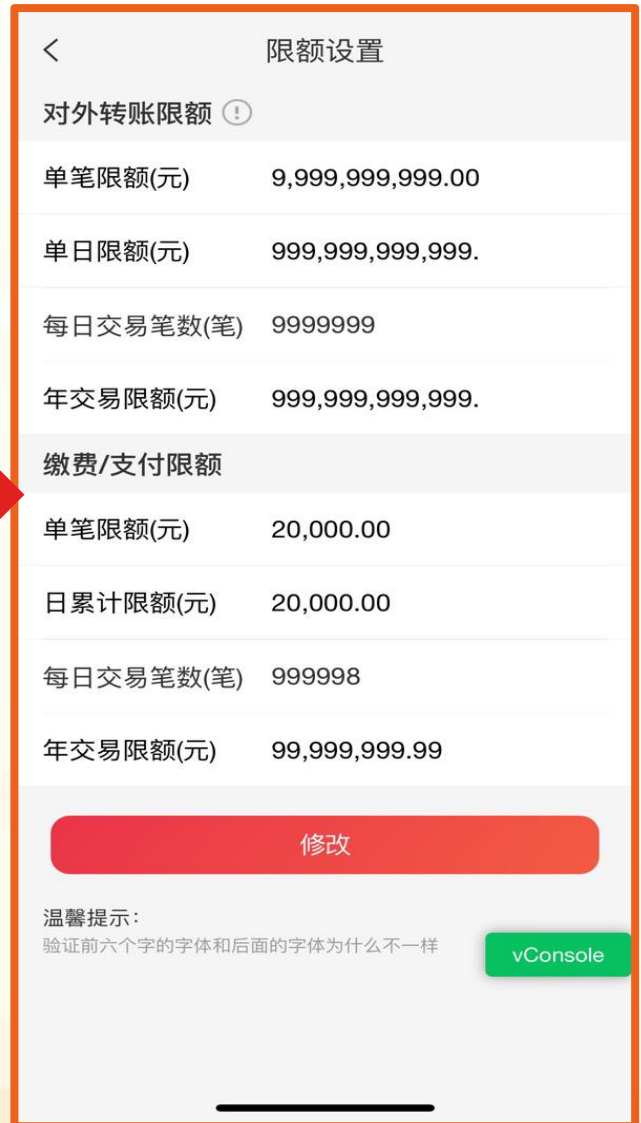 限额设置
对外转账限额
单笔限额(元) 9,999,999,999.00
单日限额(元) 999,999,999,999.
每日交易笔数(笔) 9999999
年交易限额(元) 999,999,999,999.
缴费/支付限额
单笔限额(元) 20,000.00
日累计限额(元) 20,000.00
每日交易笔数(笔) 999998
年交易限额(元) 99,999,999.99
修改
温馨提示:
验证前六个字的字体和后面的字体为什么不一样
vConsole